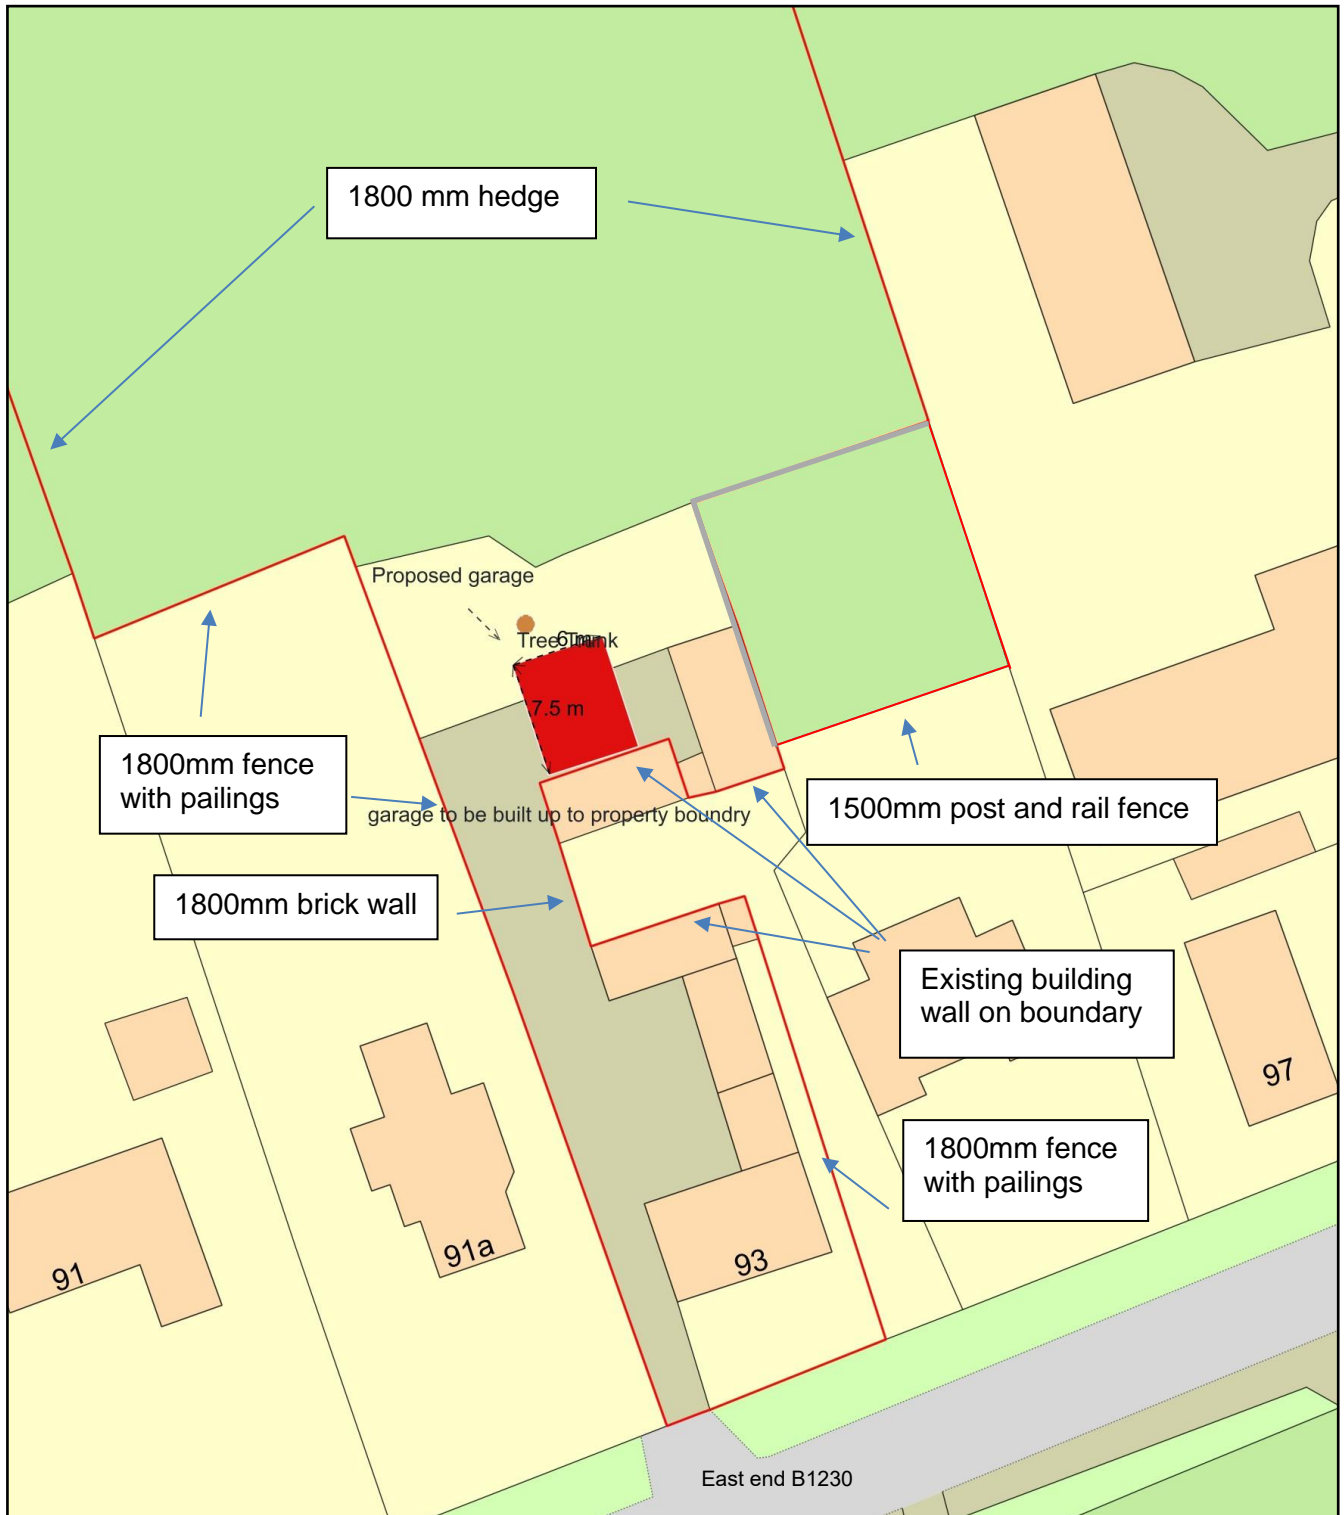 1800 mm hedge
Proposed garage
Tree Trunk
6 m
7.5 m
1800mm fence
with pailings
garage to be built up to property boundry
1500mm post and rail fence
1800mm brick wall
Existing building
wall on boundary
97
1800mm fence
with pailings
91
91a
93
East end B1230